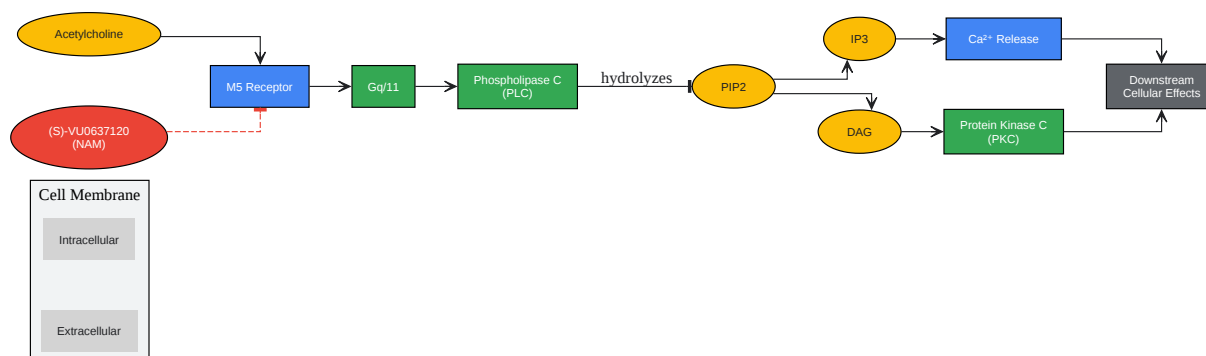 Acetylcholine
M5 Receptor
Gq/11
Phospholipase C
(PLC)
hydrolyzes
PIP2
IP3
Ca²⁺ Release
DAG
Protein Kinase C
(PKC)
Downstream
Cellular Effects
(S)-VU0637120
(NAM)
Cell Membrane
Intracellular
Extracellular